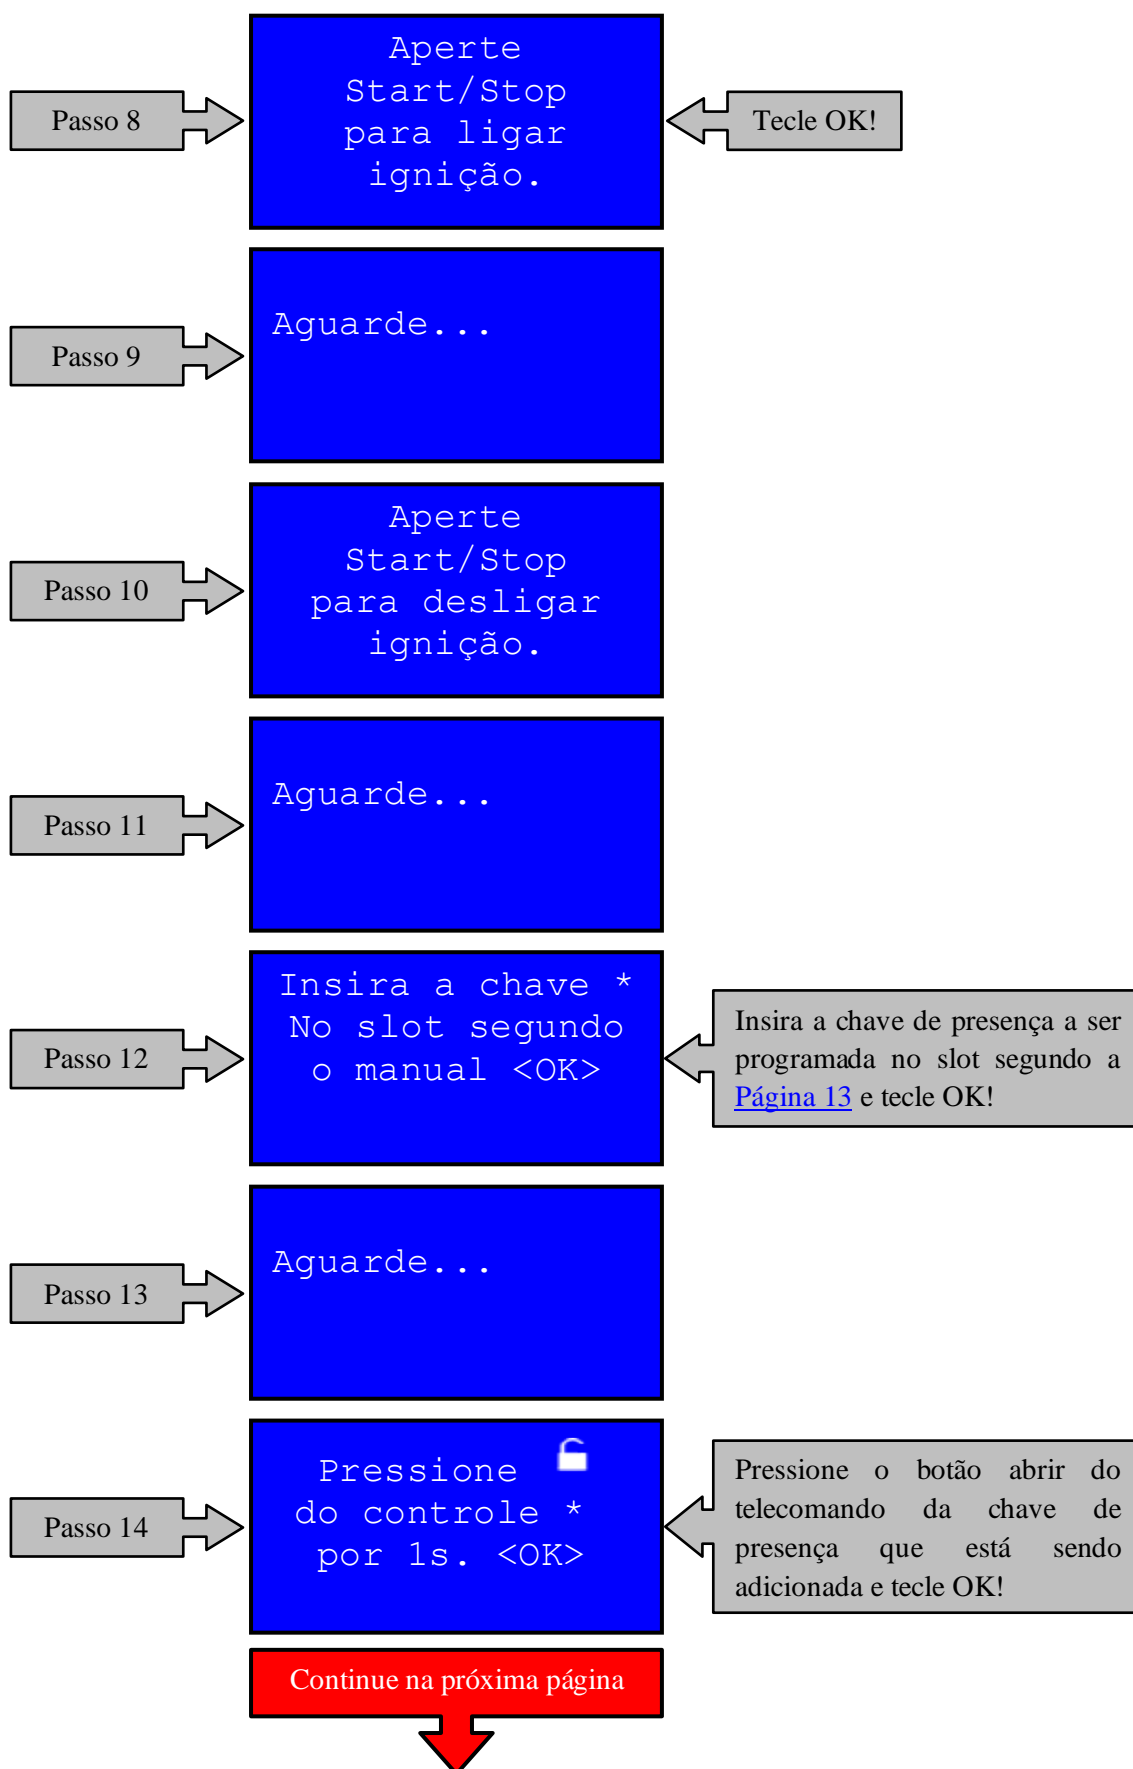 Passo 8
Aperte
Start/Stop
para ligar
ignição.
Tecle OK!
Passo 9
Aguarde...
Passo 10
Aperte
Start/Stop
para desligar
ignição.
Passo 11
Aguarde...
Passo 12
Insira a chave *
No slot segundo
o manual <OK>
Insira a chave de presença a ser
programada no slot segundo a
Página 13 e tecle OK!
Passo 13
Aguarde...
Passo 14
Pressione
do controle *
por 1s. <OK>
Pressione o botão abrir do
telecomando da chave de
presença que está sendo
adicionada e tecle OK!
Continue na próxima página